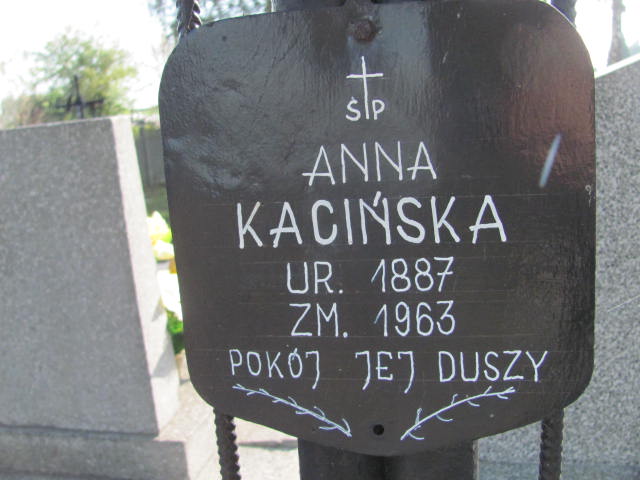 ŚP
ANNA
KACIŃSKA
UR. 1887
ZM. 1963
POKÓJ JEJ DUSZY